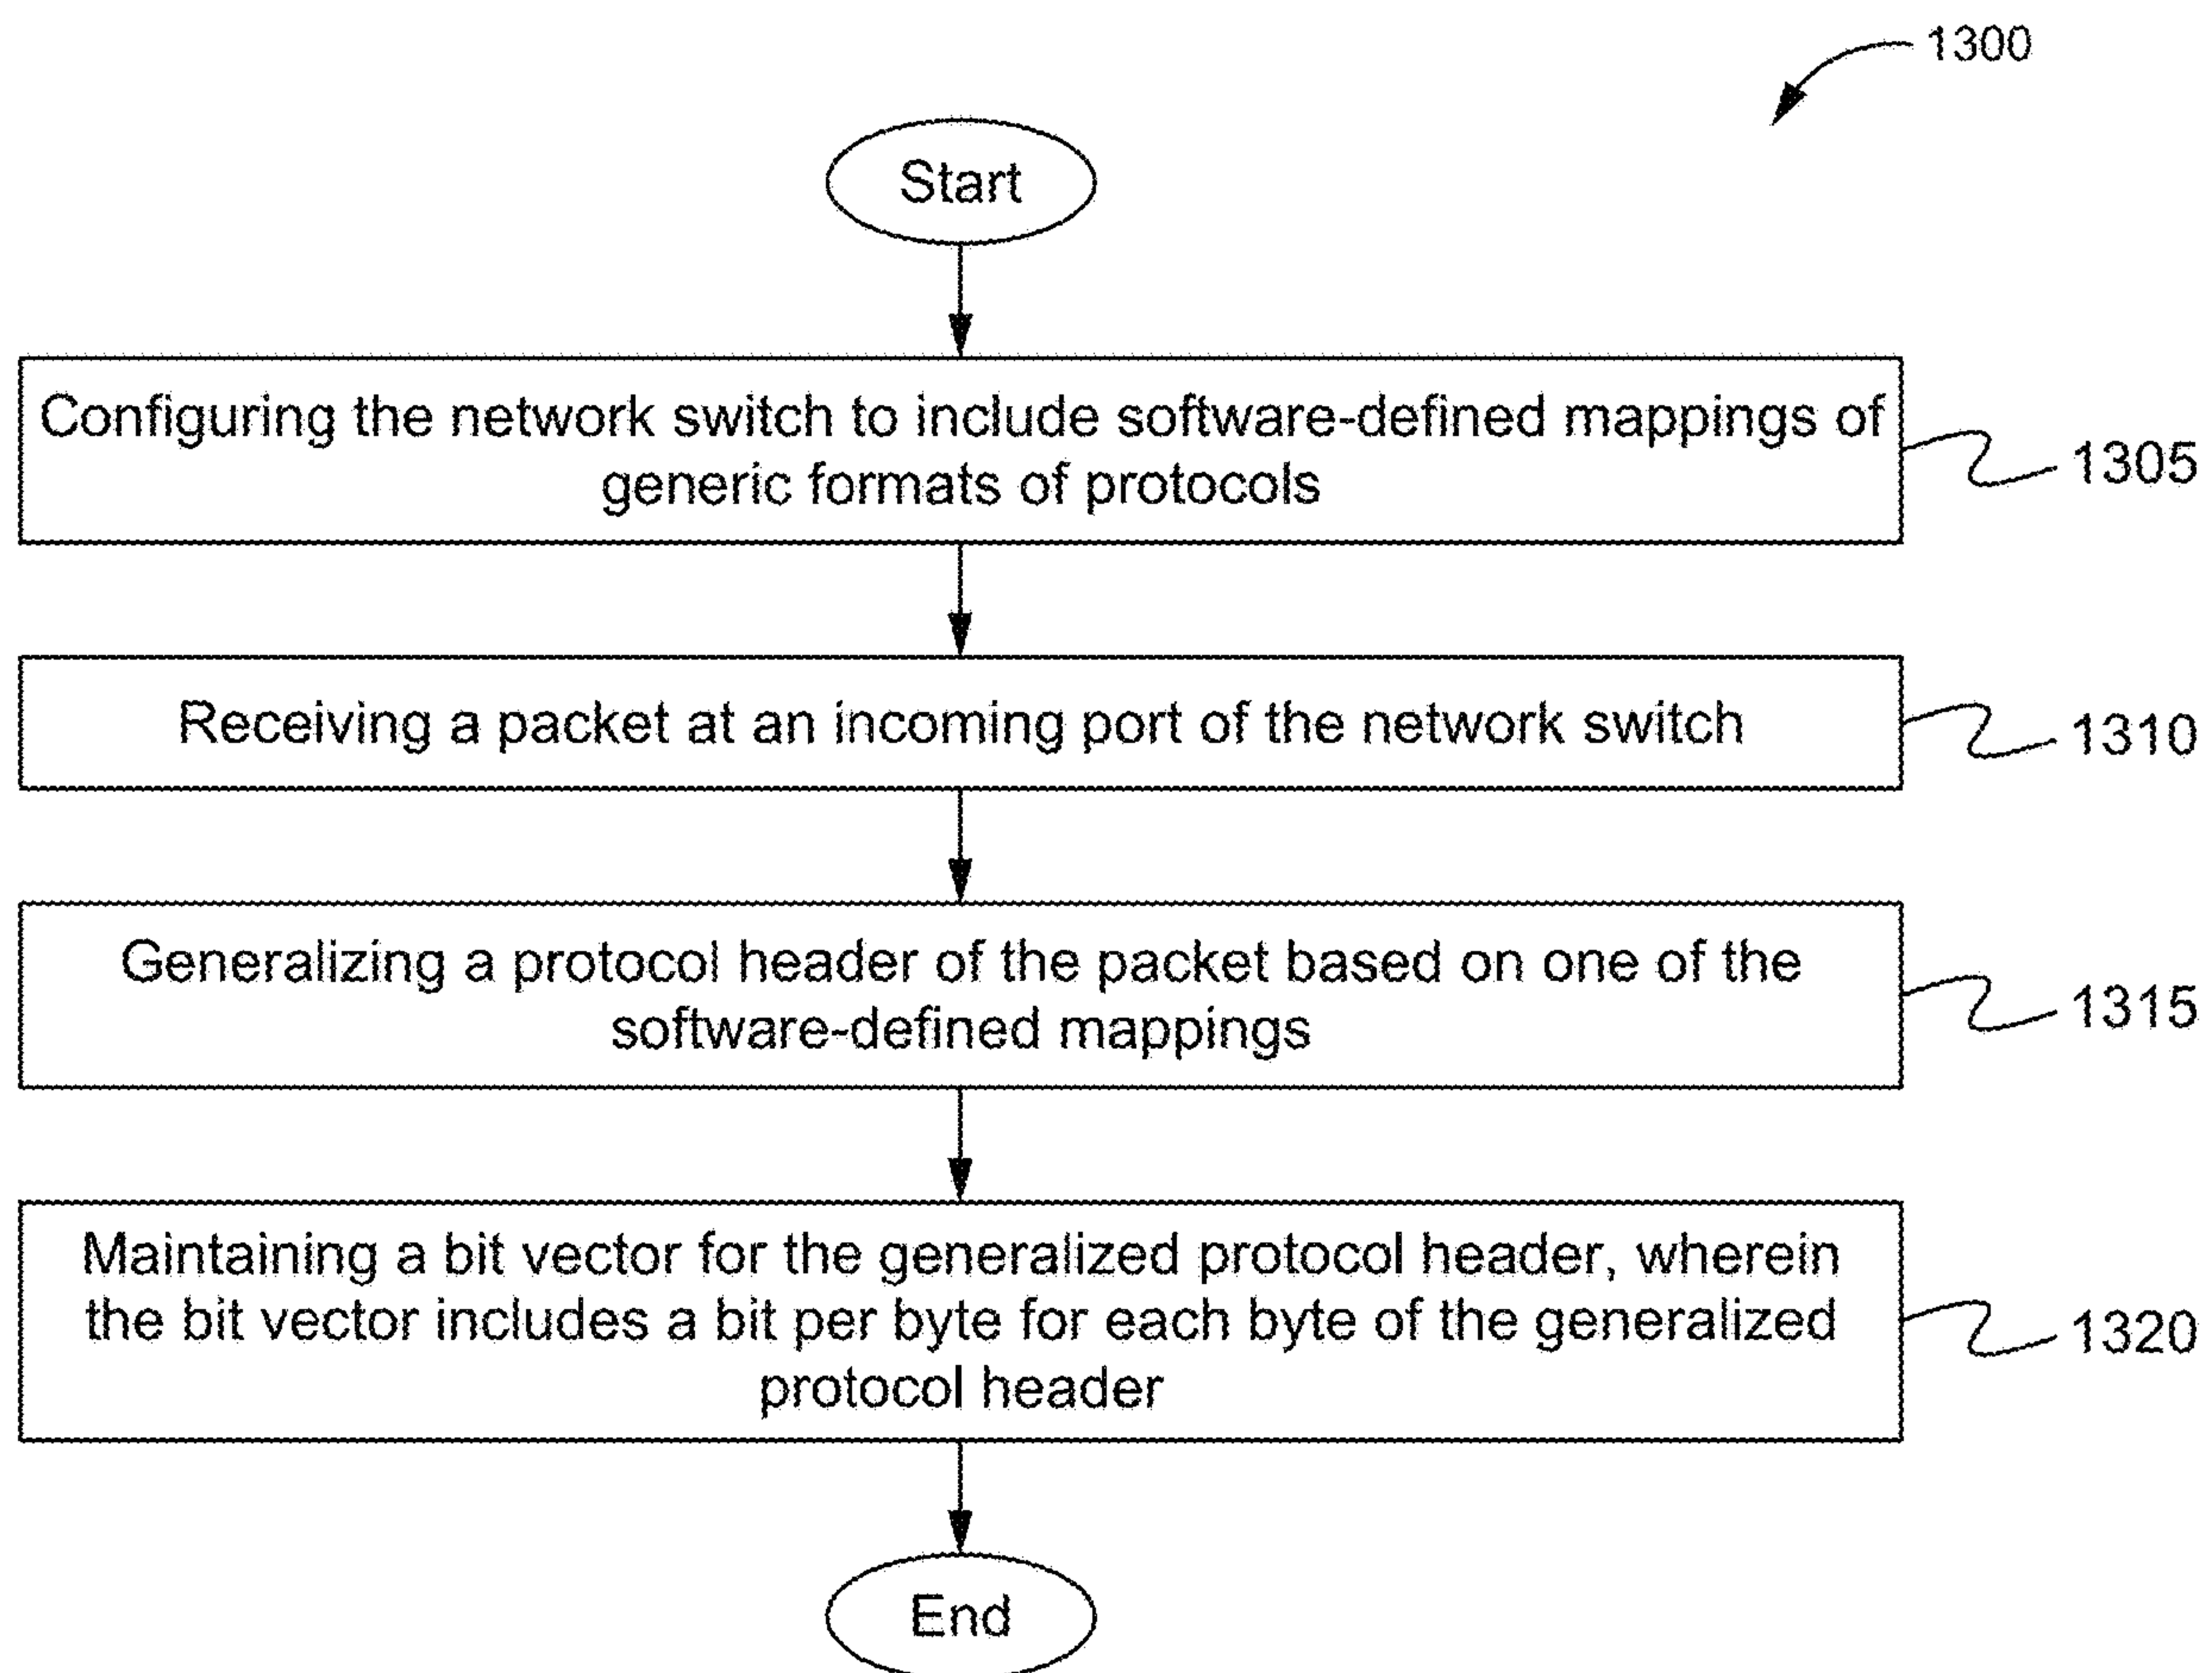 1300
Start
Configuring the network switch to include software-defined mappings of
generic formats of protocols
1305
Receiving a packet at an incoming port of the network switch
1310
Generalizing a protocol header of the packet based on one of the
software-defined mappings
1315
Maintaining a bit vector for the generalized protocol header, wherein
the bit vector includes a bit per byte for each byte of the generalized
protocol header
1320
End